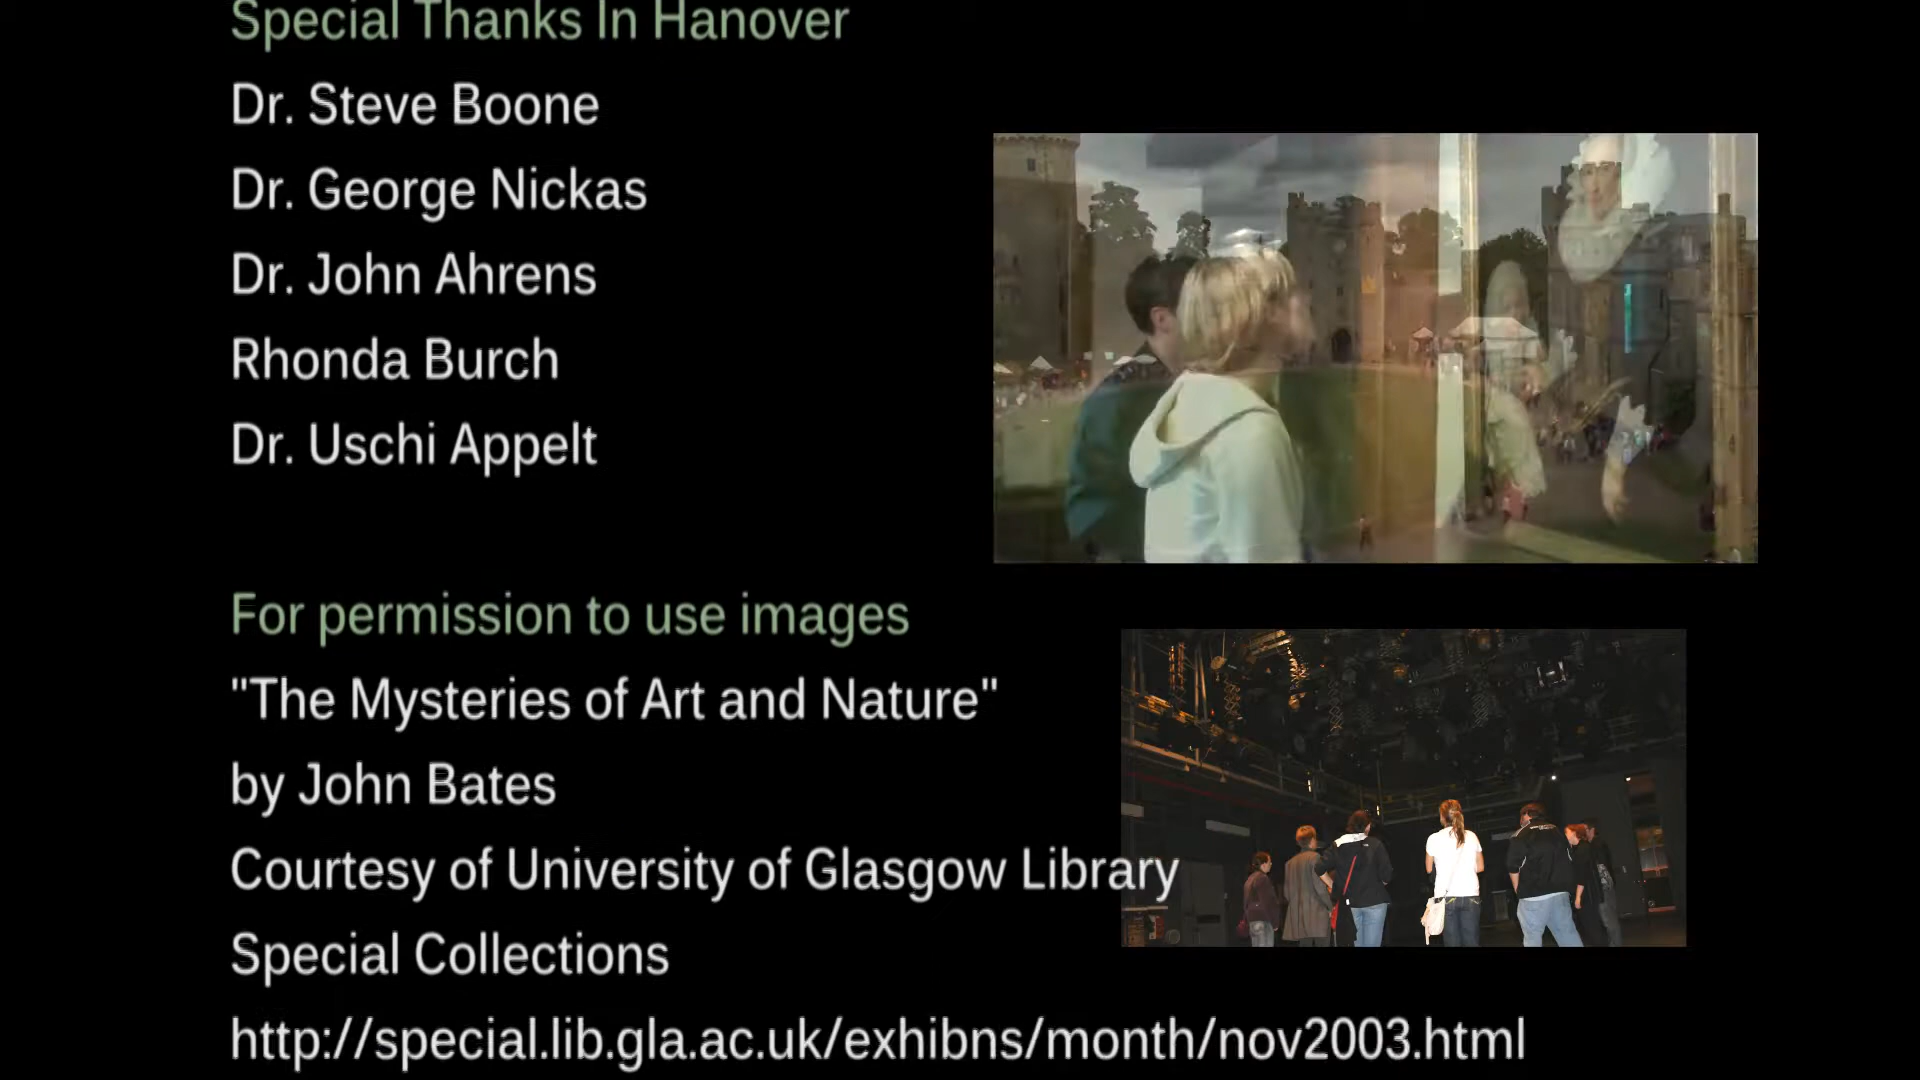 Special Thanks In Hanover
Dr. Steve Boone
Dr. George Nickas
Dr. John Ahrens
Rhonda Burch
Dr. Uschi Appelt
For permission to use images
"The Mysteries of Art and Nature"
by John Bates
Courtesy of University of Glasgow Library
Special Collections
http://special.lib.gla.ac.uk/exhibns/month/nov2003.html